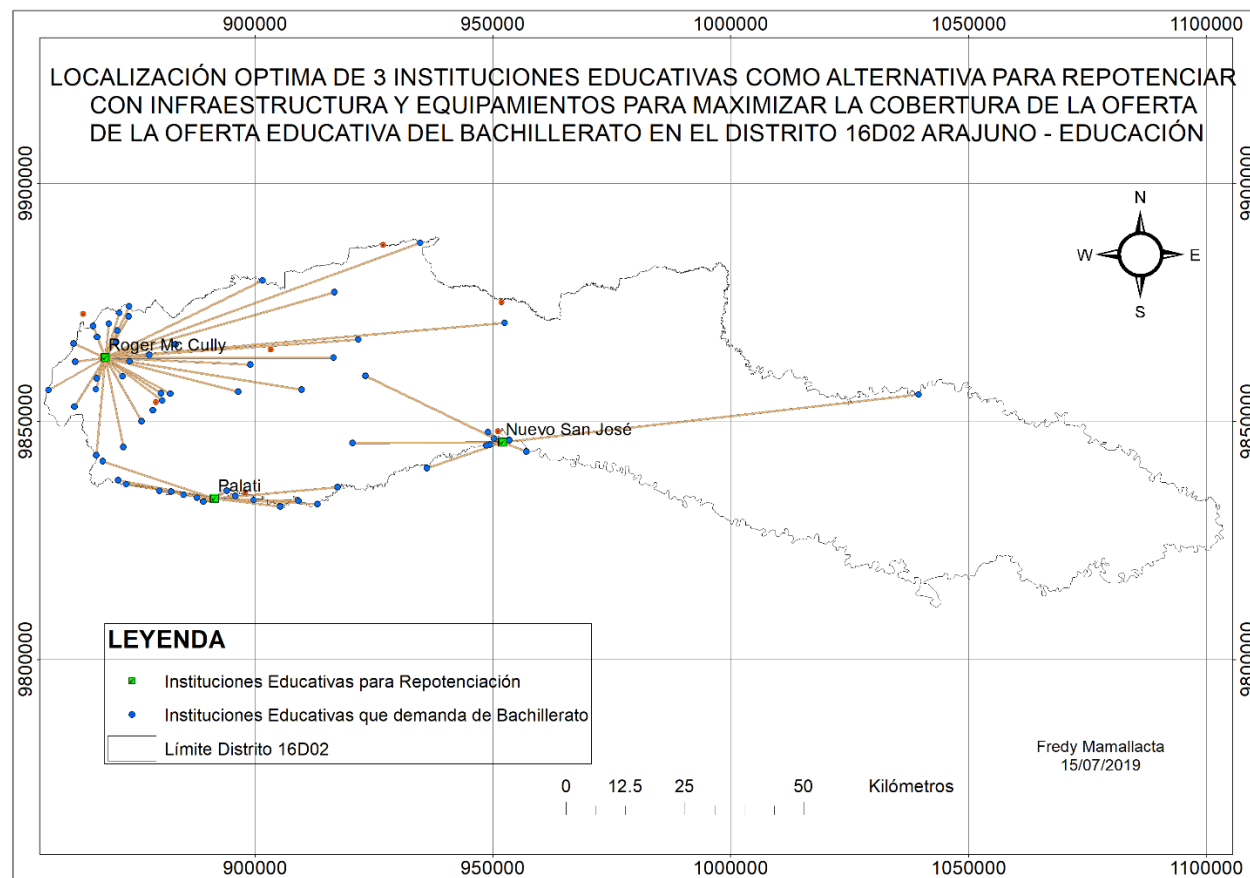 900000 950000 1000000 1050000 1100000
LOCALIZACIÓN OPTIMA DE 3 INSTITUCIONES EDUCATIVAS COMO ALTERNATIVA PARA REPOTENCIAR
CON INFRAESTRUCTURA Y EQUIPAMIENTOS PARA MAXIMIZAR LA COBERTURA DE LA OFERTA
DE LA OFERTA EDUCATIVA DEL BACHILLERATO EN EL DISTRITO 16D02 ARAJUNO - EDUCACIÓN
9900000 9900000
N
W E
S
Roger Mc Cully
9850000 9850000
Nuevo San José
Palati
LEYENDA
9800000 9800000
Instituciones Educativas para Repotenciación
Instituciones Educativas que demanda de Bachillerato
Límite Distrito 16D02
Fredy Mamallacta
15/07/2019
0 12.5 25 50 Kilómetros
900000 950000 1000000 1050000 1100000